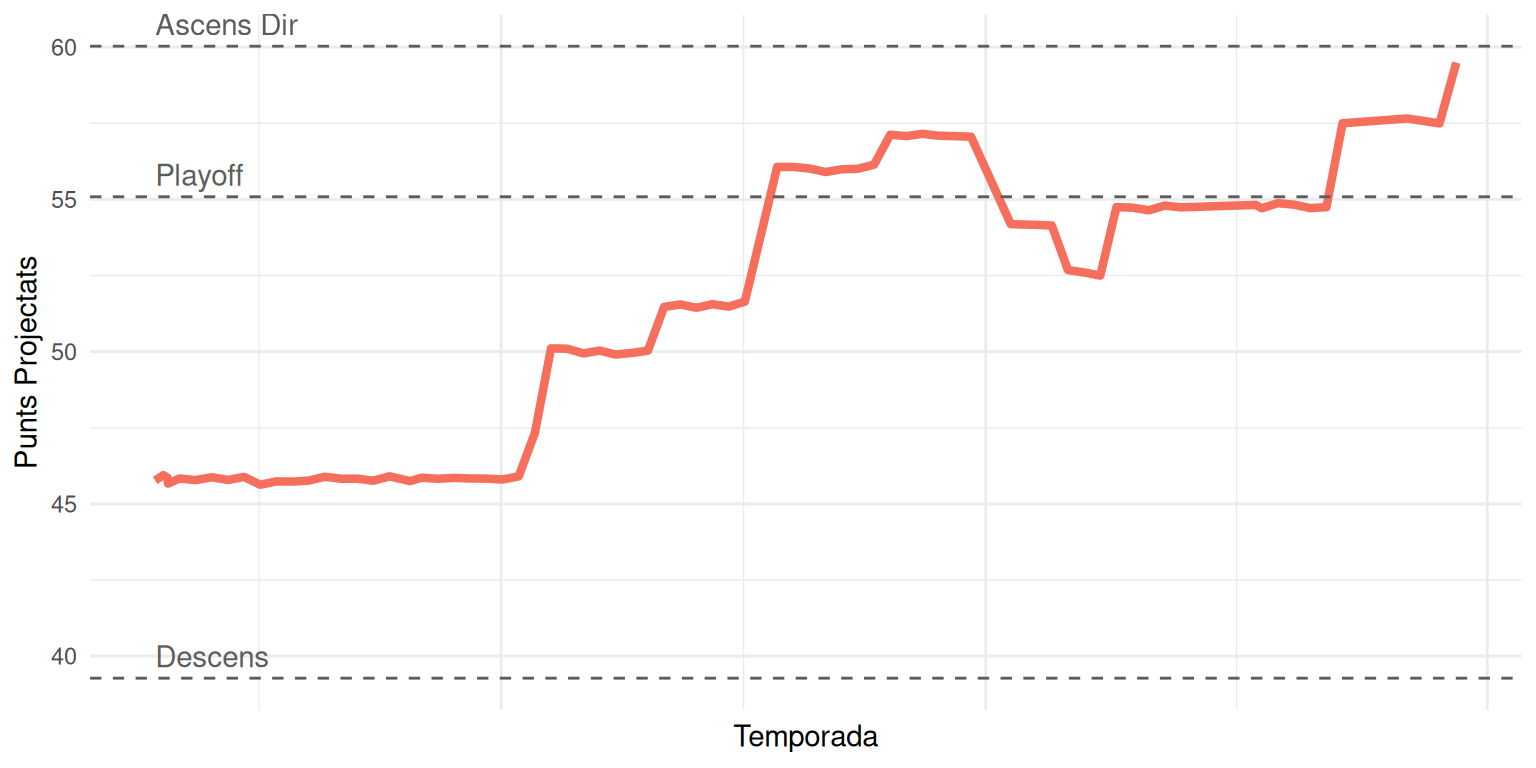 Ascens Dir
60
Playoff
55
50
45
Descens
40
Punts Projectats
Temporada